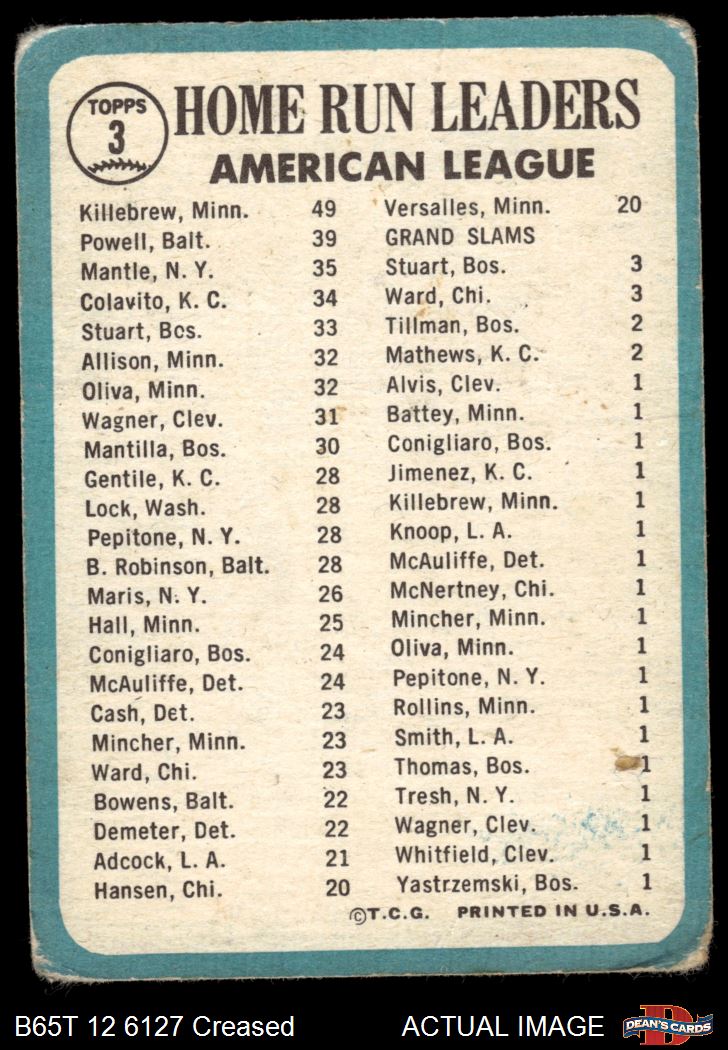 TOPPS
3
HOME RUN LEADERS
AMERICAN LEAGUE
Killebrew, Minn. 49
Powell, Balt. 39
Mantle, N. Y. 35
Colavito, K. C. 34
Stuart, Bos. 33
Allison, Minn. 32
Oliva, Minn. 32
Wagner, Clev. 31
Mantilla, Bos. 30
Gentile, K. C. 28
Lock, Wash. 28
Pepitone, N. Y. 28
B. Robinson, Balt. 28
Maris, N. Y. 26
Hall, Minn. 25
Conigliaro, Bos. 24
McAuliffe, Det. 24
Cash, Det. 23
Mincher, Minn. 23
Ward, Chi. 23
Bowens, Balt. 22
Demeter, Det. 22
Adcock, L. A. 21
Hansen, Chi. 20
Versalles, Minn. 20
GRAND SLAMS
Stuart, Bos. 3
Ward, Chi. 3
Tillman, Bos. 2
Mathews, K. C. 2
Alvis, Clev. 1
Battey, Minn. 1
Conigliaro, Bos. 1
Jimenez, K. C. 1
Killebrew, Minn. 1
Knoop, L. A. 1
McAuliffe, Det. 1
McNertney, Chi. 1
Mincher, Minn. 1
Oliva, Minn. 1
Pepitone, N. Y. 1
Rollins, Minn. 1
Smith, L. A. 1
Thomas, Bos. 1
Tresh, N. Y. 1
Wagner, Clev. 1
Whitfield, Clev. 1
Yastrzemski, Bos. 1
©T.C.G. PRINTED IN U.S.A.
B65T 12 6127 Creased ACTUAL IMAGE
D
DEAN'S CARDS